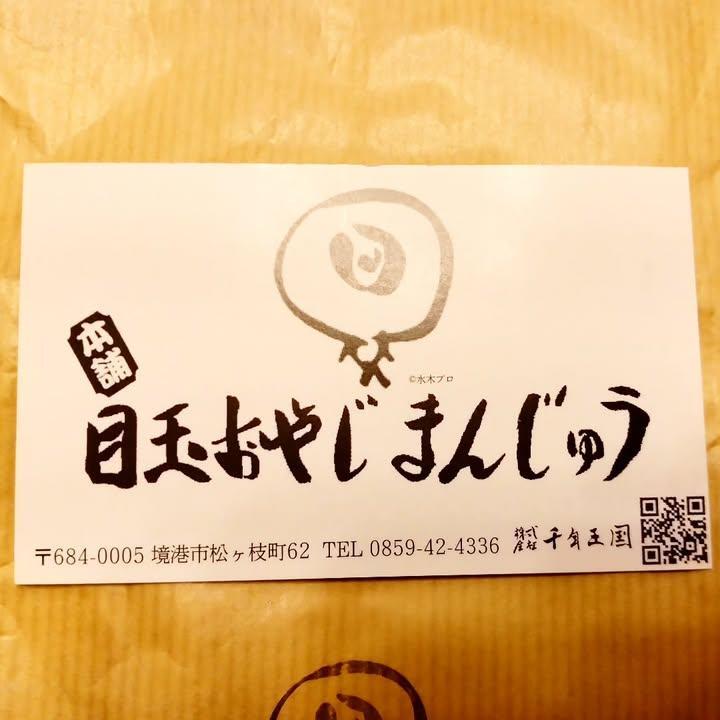 ©水木プロ
本舗
目玉おやじまんじゅう
〒684-0005 境港市松ヶ枝町62 TEL 0859-42-4336 株式会社 千年王国